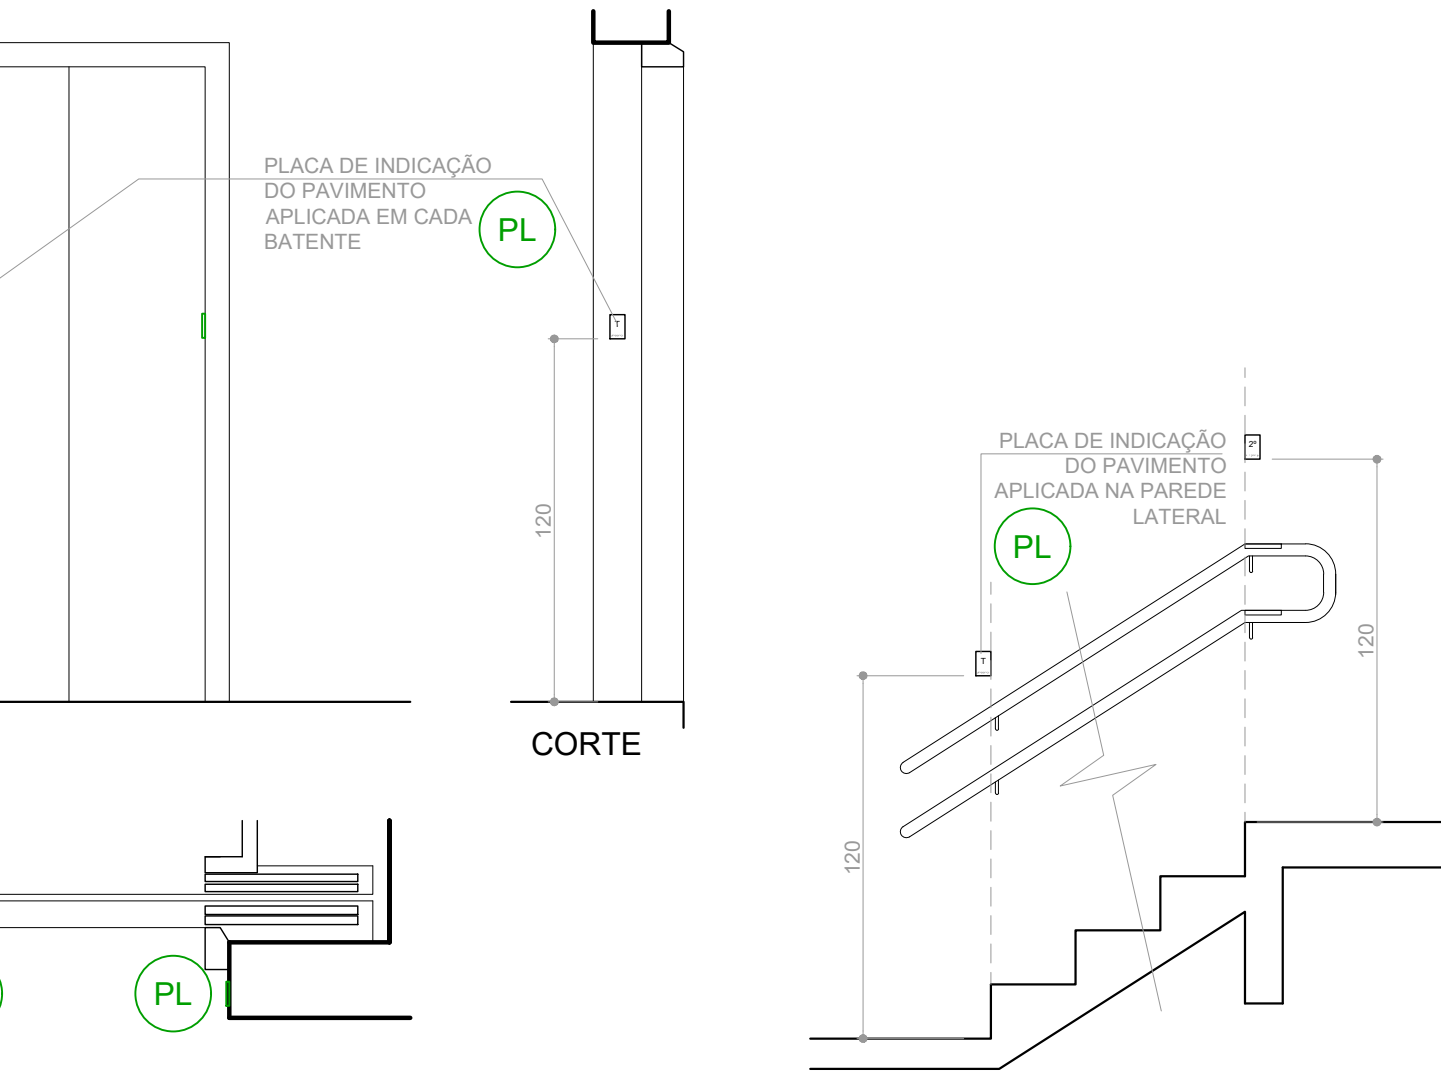 PLACA DE INDICAÇÃO
DO PAVIMENTO
APLICADA EM CADA
BATENTE
PL
T
120
CORTE
PL
PLACA DE INDICAÇÃO
DO PAVIMENTO
APLICADA NA PAREDE
LATERAL
PL
2º
T
120
120